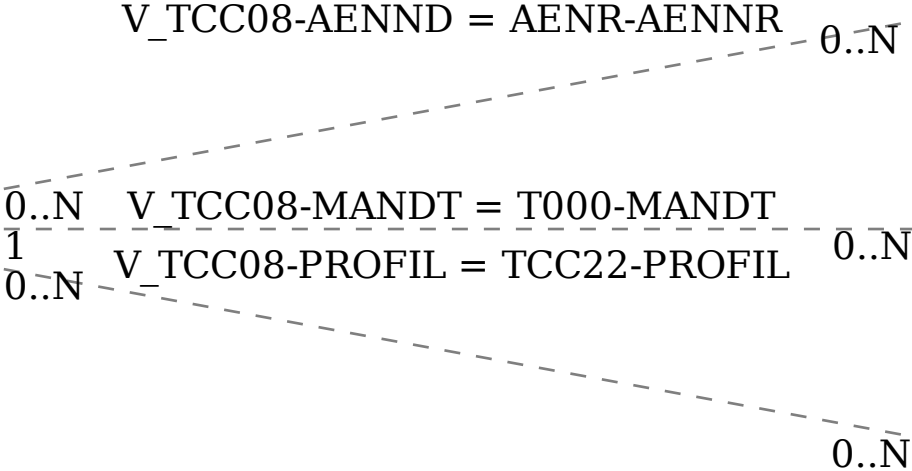 V_TCC08-AENND = AENR-AENNR
0..N
0..N
V_TCC08-MANDT = T000-MANDT
1
0..N
V_TCC08-PROFIL = TCC22-PROFIL
0..N
0..N